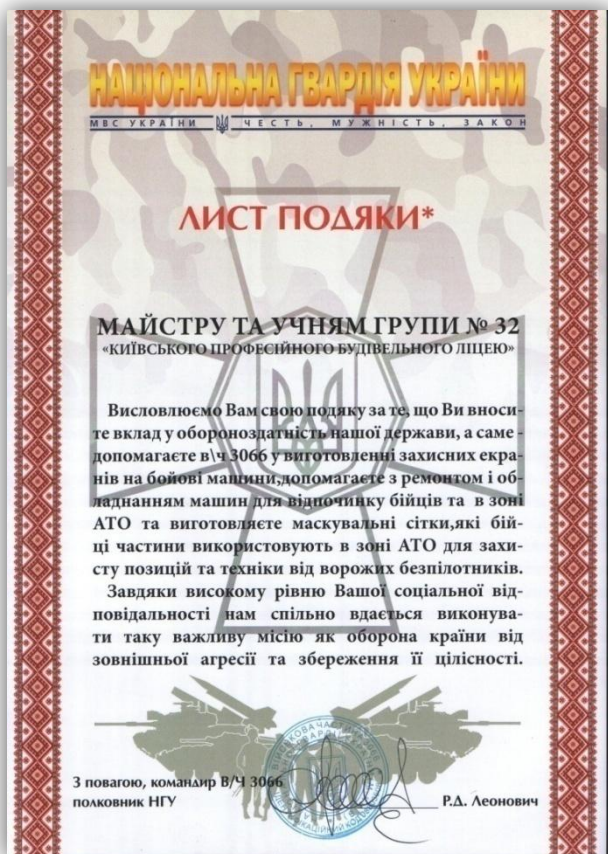 НАЦІОНАЛЬНА ГВАРДІЯ УКРАЇНИ
МВС УКРАЇНИ ЧЕСТЬ, МУЖНІСТЬ, ЗАКОН
ЛИСТ ПОДЯКИ*
МАЙСТРУ ТА УЧНЯМ ГРУПИ № 32
«КИЇВСЬКОГО ПРОФЕСІЙНОГО БУДІВЕЛЬНОГО ЛІЦЕЮ»
Висловлюємо Вам свою подяку за те, що Ви вноси-
те вклад у обороноздатність нашої держави, а саме -
допомагаєте в\ч 3066 у виготовленні захисних екра-
нів на бойові машини,допомагаєте з ремонтом і об-
ладнанням машин для відпочинку бійців та в зоні
АТО та виготовляєте маскувальні сітки,які бій-
ці частини використовують в зоні АТО для захи-
сту позицій та техніки від ворожих безпілотників.
Завдяки високому рівню Вашої соціальної від-
повідальності нам спільно вдається виконува-
ти таку важливу місію як оборона країни від
зовнішньої агресії та збереження її цілісності.
З повагою, командир В/Ч 3066
полковник НГУ Р.Д. Леонович